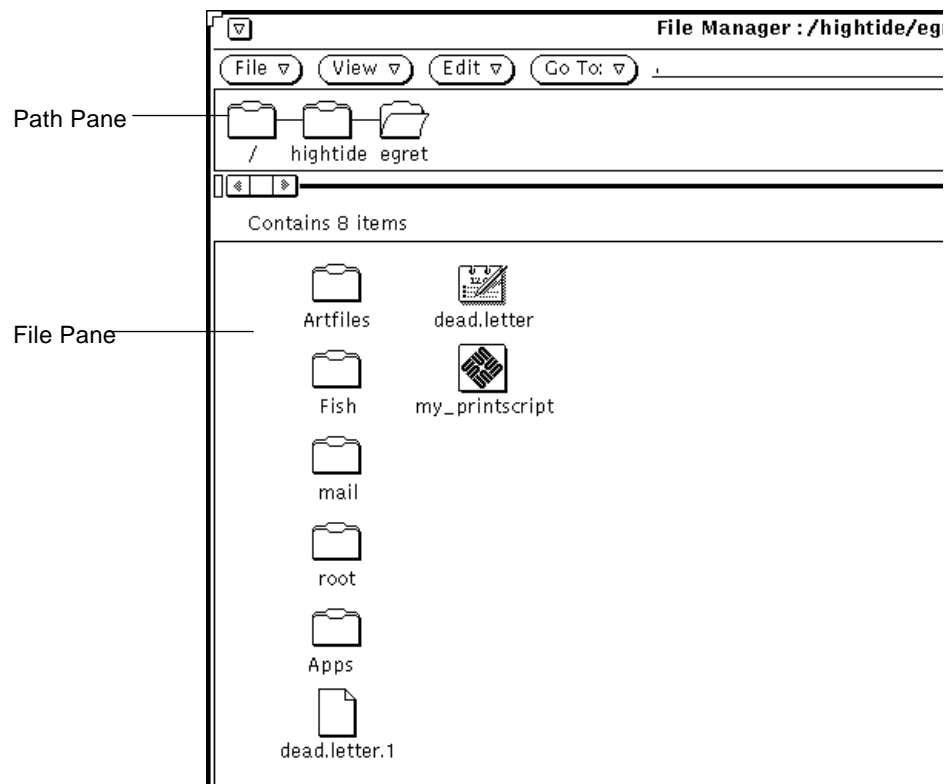 File Manager : /hightide/eg
File View Edit Go To:
Path Pane
/ hightide egret
Contains 8 items
Artfiles dead.letter
File Pane
Fish my_printscript
mail
root
Apps
dead.letter.1